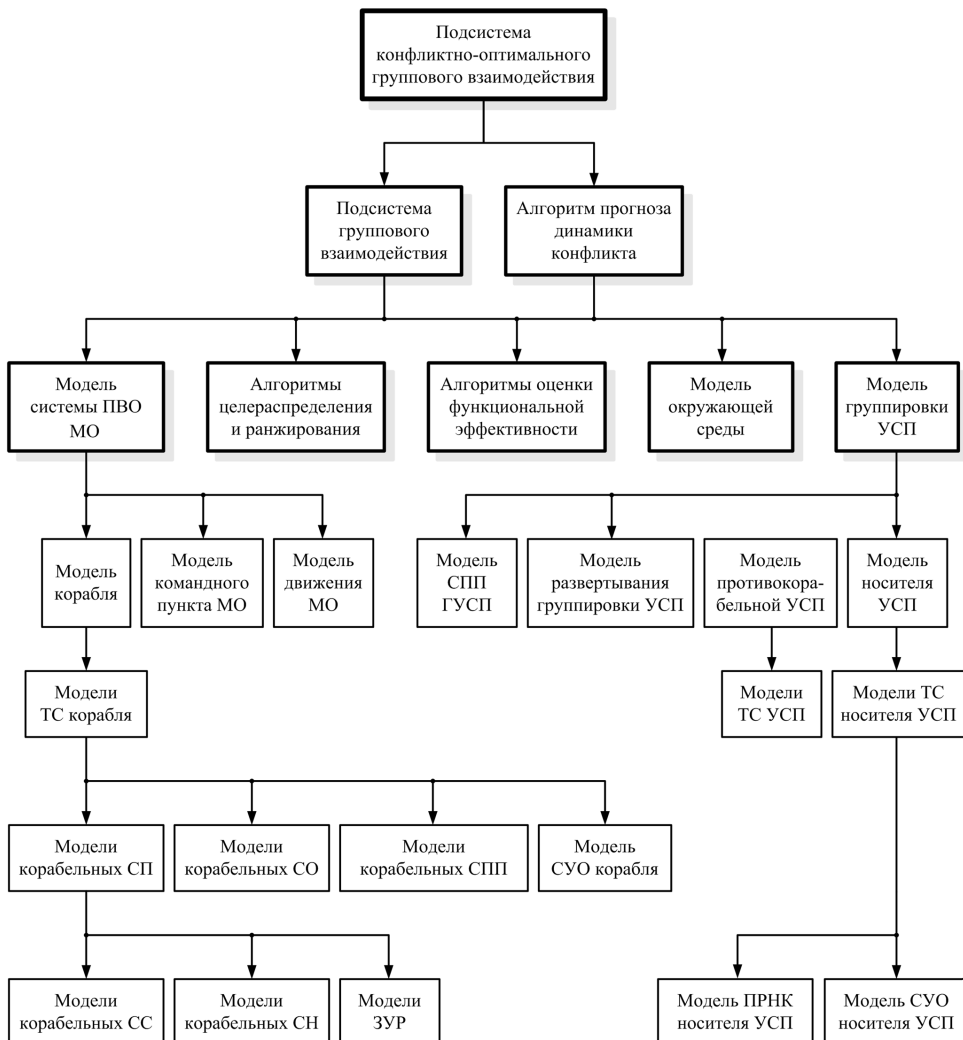 Подсистема
конфликтно-оптимального
группового взаимодействия
Подсистема
группового
взаимодействия
Алгоритм прогноза
динамики
конфликта
Модель
системы ПВО
МО
Алгоритмы
целераспределения
и ранжирования
Алгоритмы оценки
функциональной
эффективности
Модель
окружающей
среды
Модель
группировки
УСП
Модель
корабля
Модель
командного
пункта МО
Модель
движения
МО
Модель
СПП
ГУСП
Модель
развертывания
группировки УСП
Модель
противокора-
бельной УСП
Модель
носителя
УСП
Модели
ТС корабля
Модели
ТС УСП
Модели ТС
носителя УСП
Модели
корабельных СП
Модели
корабельных СО
Модели
корабельных СПП
Модель
СУО корабля
Модели
корабельных СС
Модели
корабельных СН
Модели
ЗУР
Модель ПРНК
носителя УСП
Модель СУО
носителя УСП